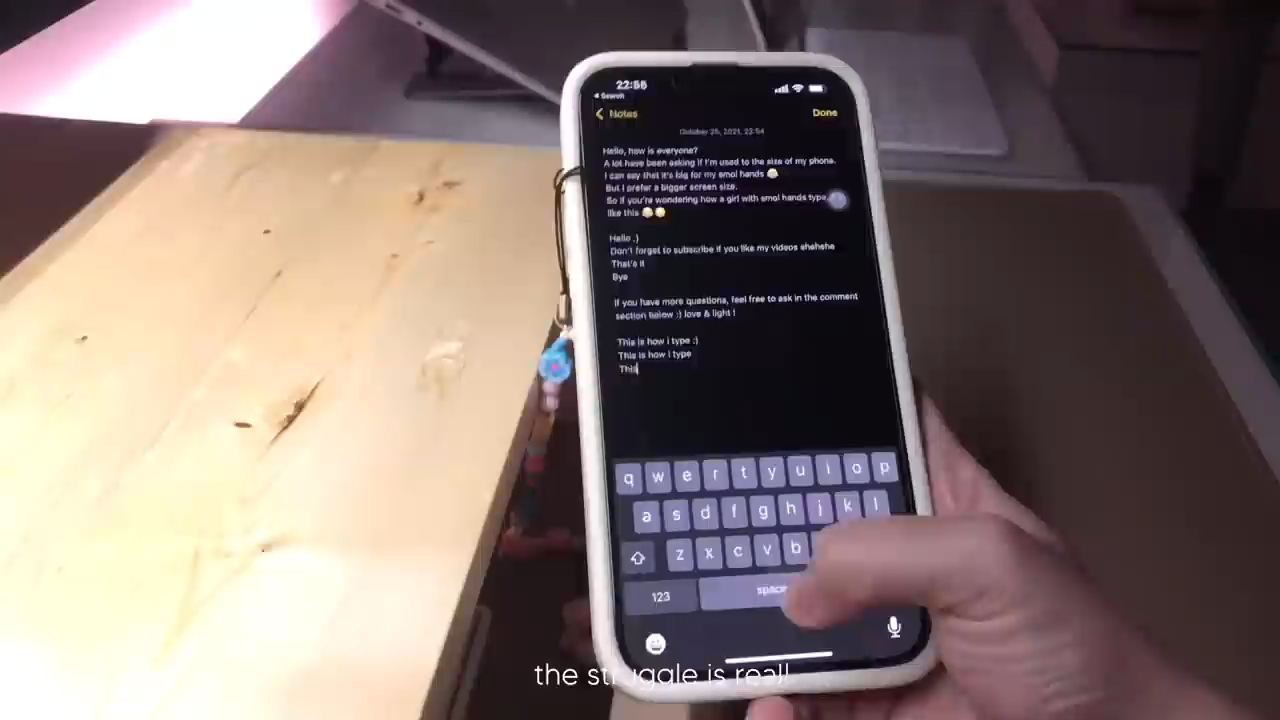 22:55
Search
Notes
Done
October 25, 2021, 22:54
Hello, how is everyone?
A lot have been asking if I'm used to the size of my phone.
I can say that it's big for my smol hands 😂
But I prefer a bigger screen size.
So if you're wondering how a girl with smol hands type,
like this
Hello :)
Don't forget to subscribe if you like my videos ehehehe
That's it
Bye
If you have more questions, feel free to ask in the comment
section below :) love & light !
This is how i type :)
This is how i type
This
q w e r t y u i o p
a s d f g h j k l
z x c v b
123 space
the struggle is real!